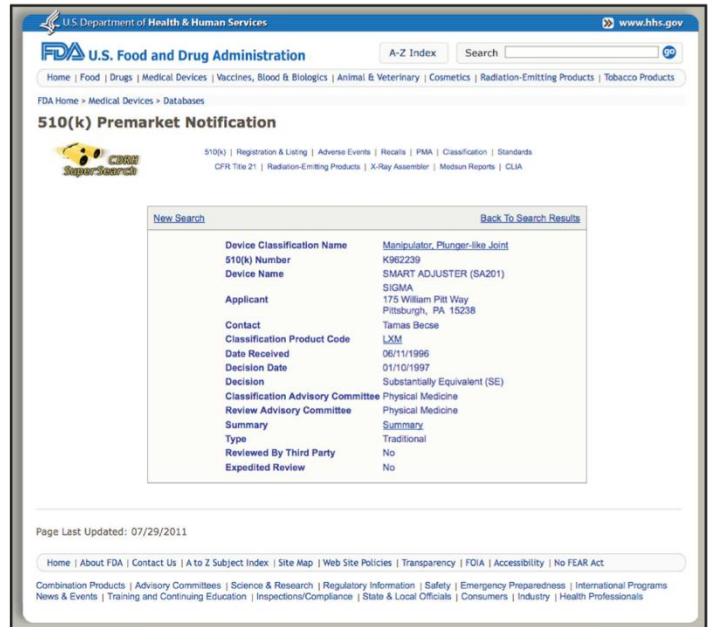 U.S. Department of Health & Human Services
www.hhs.gov
FDA U.S. Food and Drug Administration
A-Z Index
Search
go
Home | Food | Drugs | Medical Devices | Vaccines, Blood & Biologics | Animal & Veterinary | Cosmetics | Radiation-Emitting Products | Tobacco Products
FDA Home > Medical Devices > Databases
510(k) Premarket Notification
CDRH
SuperSearch
510(k) | Registration & Listing | Adverse Events | Recalls | PMA | Classification | Standards
CFR Title 21 | Radiation-Emitting Products | X-Ray Assembler | Medsun Reports | CLIA
New Search
Back To Search Results
Device Classification Name Manipulator, Plunger-like Joint
510(k) Number K962239
Device Name SMART ADJUSTER (SA201)
Applicant SIGMA
175 William Pitt Way
Pittsburgh, PA 15238
Contact Tamas Becse
Classification Product Code LXM
Date Received 06/11/1996
Decision Date 01/10/1997
Decision Substantially Equivalent (SE)
Classification Advisory Committee Physical Medicine
Review Advisory Committee Physical Medicine
Summary Summary
Type Traditional
Reviewed By Third Party No
Expedited Review No
Page Last Updated: 07/29/2011
Home | About FDA | Contact Us | A to Z Subject Index | Site Map | Web Site Policies | Transparency | FOIA | Accessibility | No FEAR Act
Combination Products | Advisory Committees | Science & Research | Regulatory Information | Safety | Emergency Preparedness | International Programs
News & Events | Training and Continuing Education | Inspections/Compliance | State & Local Officials | Consumers | Industry | Health Professionals